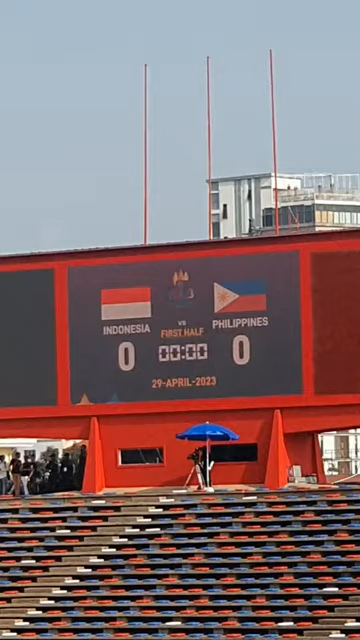 VS
INDONESIA
FIRST HALF
PHILIPPINES
0
00:00
0
29-APRIL-2023